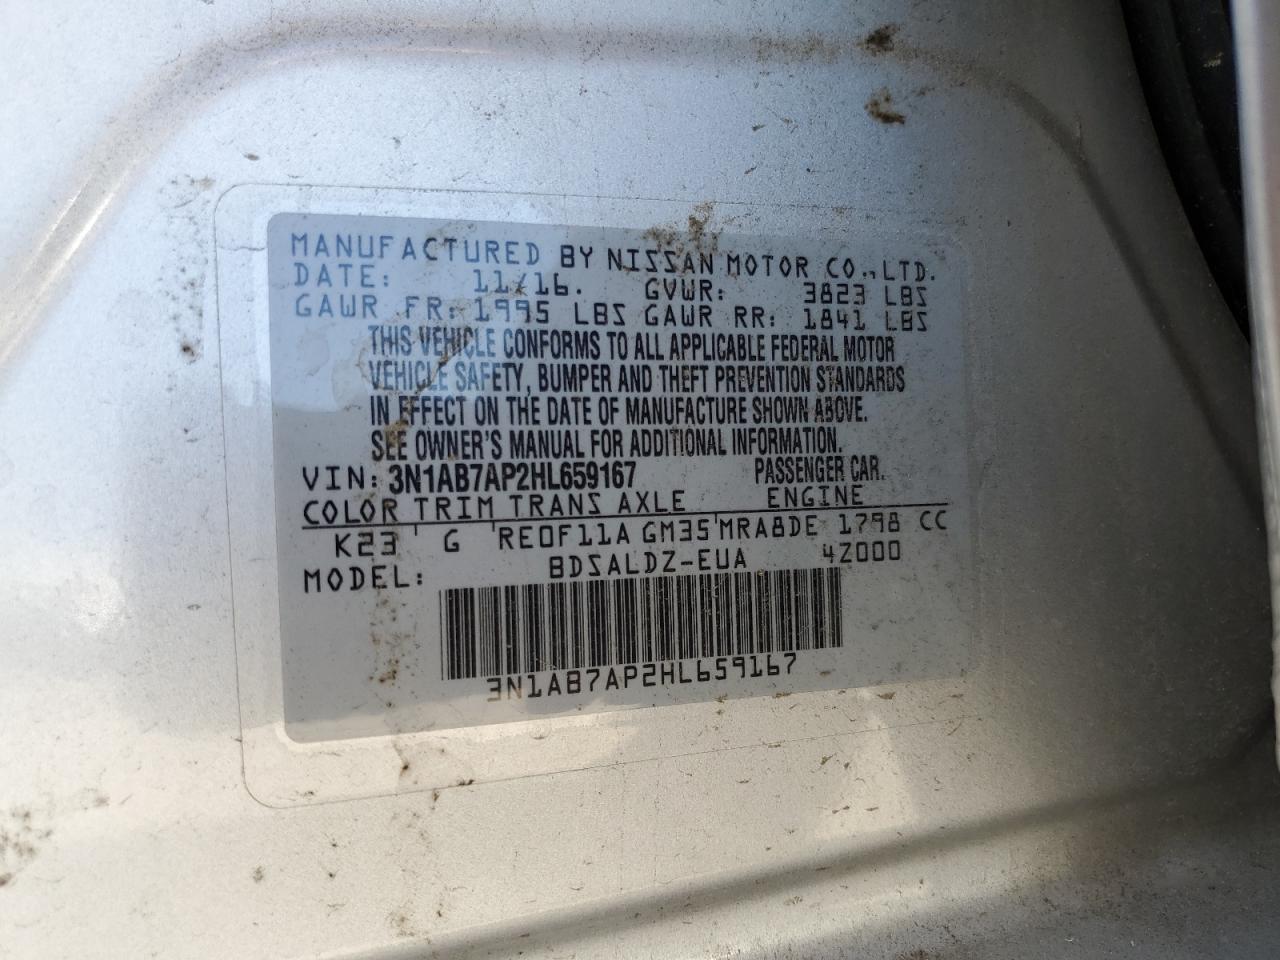 MANUFACTURED BY NISSAN MOTOR CO.,LTD.
DATE: 11/16. GVWR: 3823 LBS
GAWR FR: 1995 LBS GAWR RR: 1841 LBS
THIS VEHICLE CONFORMS TO ALL APPLICABLE FEDERAL MOTOR
VEHICLE SAFETY, BUMPER AND THEFT PREVENTION STANDARDS
IN EFFECT ON THE DATE OF MANUFACTURE SHOWN ABOVE.
SEE OWNER'S MANUAL FOR ADDITIONAL INFORMATION.
VIN: 3N1AB7AP2HL659167 PASSENGER CAR.
COLOR TRIM TRANS AXLE ENGINE
K23 ' G 'RE0F11A GM35'MRA8DE 1798 CC
MODEL: BDSALDZ-EUA 4Z000
3N1AB7AP2HL659167